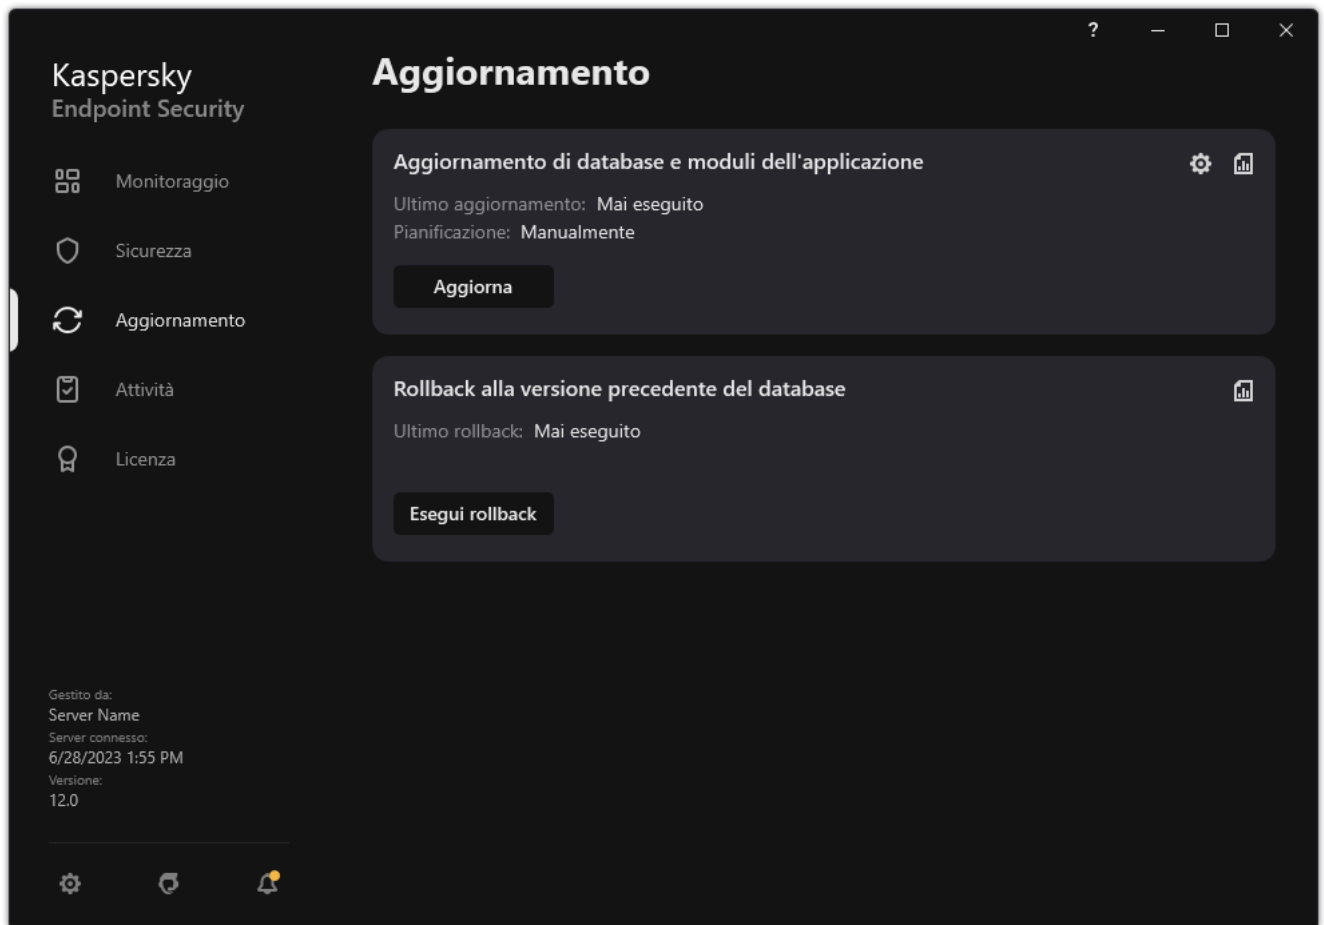 ?
Kaspersky
Endpoint Security
Monitoraggio
Sicurezza
Aggiornamento
Attività
Licenza
Gestito da:
Server Name
Server connesso:
6/28/2023 1:55 PM
Versione:
12.0
Aggiornamento
Aggiornamento di database e moduli dell'applicazione
Ultimo aggiornamento: Mai eseguito
Pianificazione: Manualmente
Aggiorna
Rollback alla versione precedente del database
Ultimo rollback: Mai eseguito
Esegui rollback